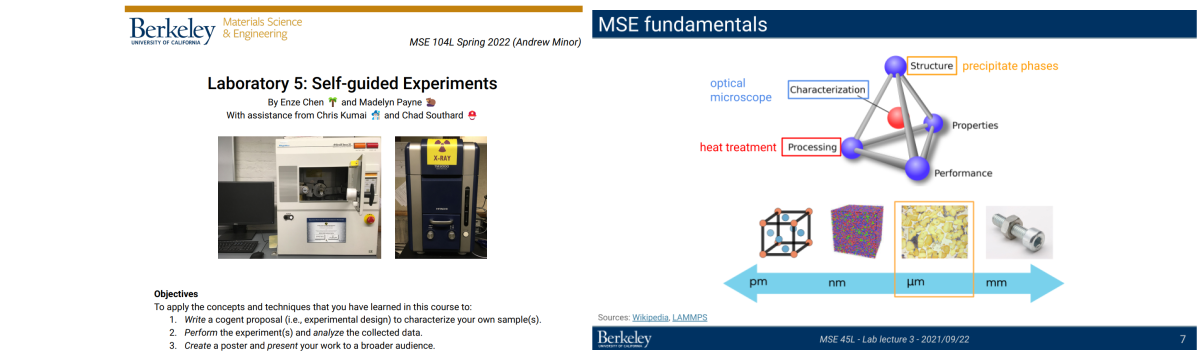 Berkeley
UNIVERSITY OF CALIFORNIA
Materials Science
& Engineering
MSE 104L Spring 2022 (Andrew Minor)
Laboratory 5: Self-guided Experiments
By Enze Chen 🌴 and Madelyn Payne 🦫
With assistance from Chris Kumai and Chad Southard
X-RAY
Objectives
To apply the concepts and techniques that you have learned in this course to:
1. Write a cogent proposal (i.e., experimental design) to characterize your own sample(s).
2. Perform the experiment(s) and analyze the collected data.
3. Create a poster and present your work to a broader audience.
MSE fundamentals
Structure
precipitate phases
optical
microscope
Characterization
Properties
heat treatment
Processing
Performance
pm
nm
μm
mm
Sources: Wikipedia, LAMMPS
Berkeley
UNIVERSITY OF CALIFORNIA
MSE 45L - Lab lecture 3 - 2021/09/22
7